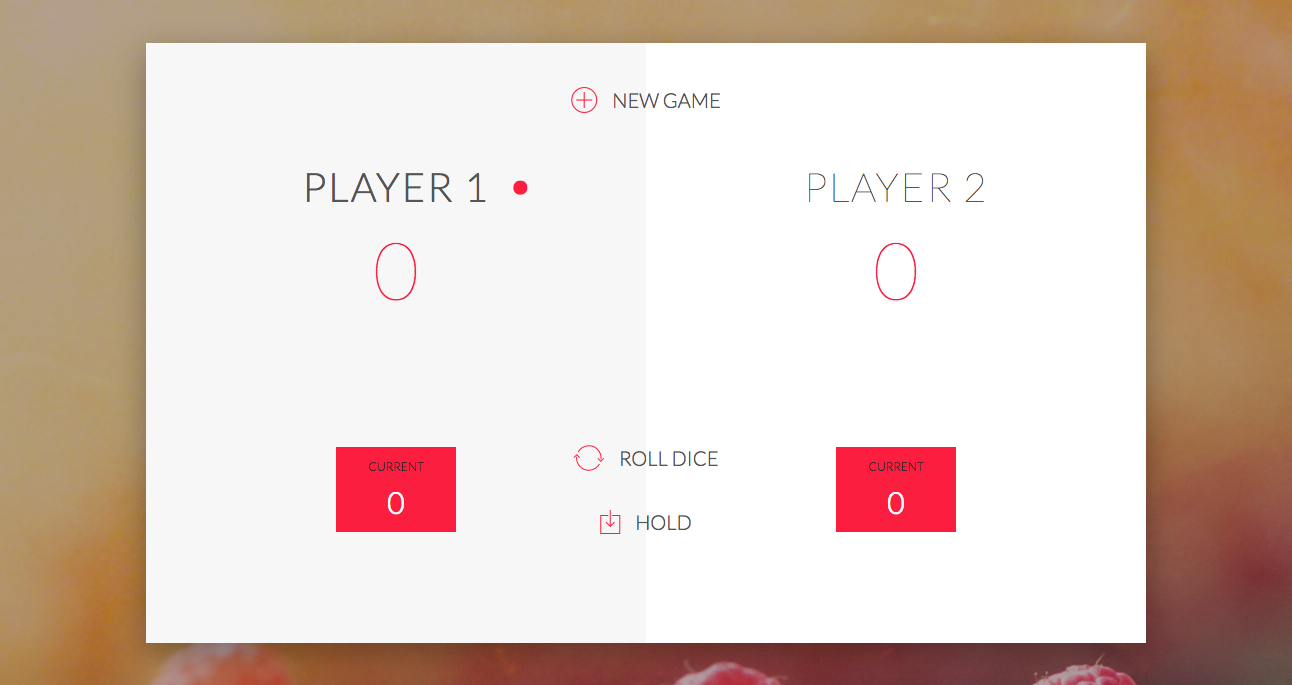 NEW GAME
PLAYER 1
PLAYER 2
0
0
CURRENT
0
ROLL DICE
HOLD
CURRENT
0